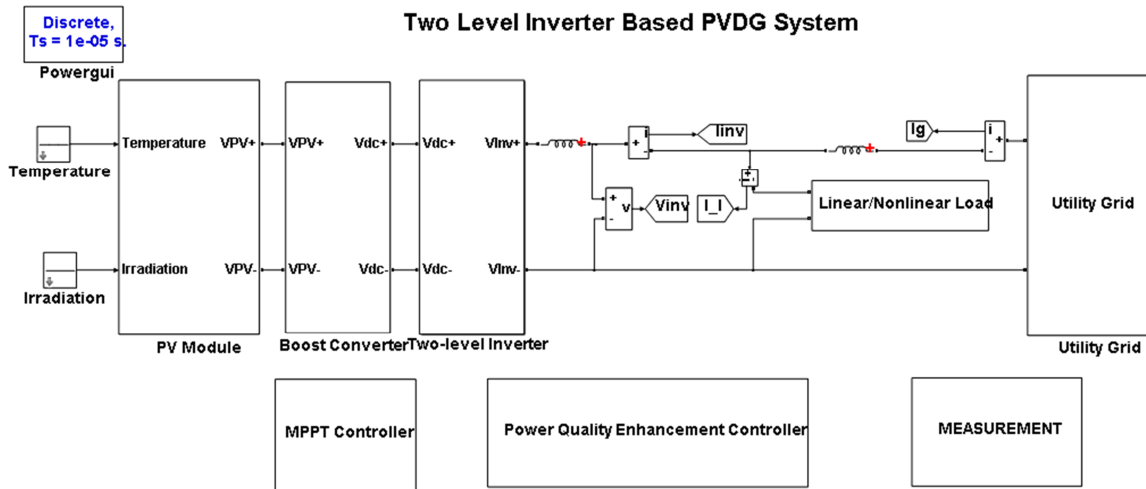 Two Level Inverter Based PVDG System
Discrete,
Ts = 1e-05 s.
Powergui
Temperature
Irradiation
Temperature
VPV+
Irradiation
VPV-
PV Module
VPV+
Vdc+
VPV-
Vdc-
Boost Converter
Vdc+
VInv+
Vdc-
VInv-
Two-level Inverter
+
i
-
Iinv
+
v
-
Vinv
+
i
-
I_l
Linear/Nonlinear Load
Ig
i
+
-
Utility Grid
Utility Grid
MPPT Controller
Power Quality Enhancement Controller
MEASUREMENT